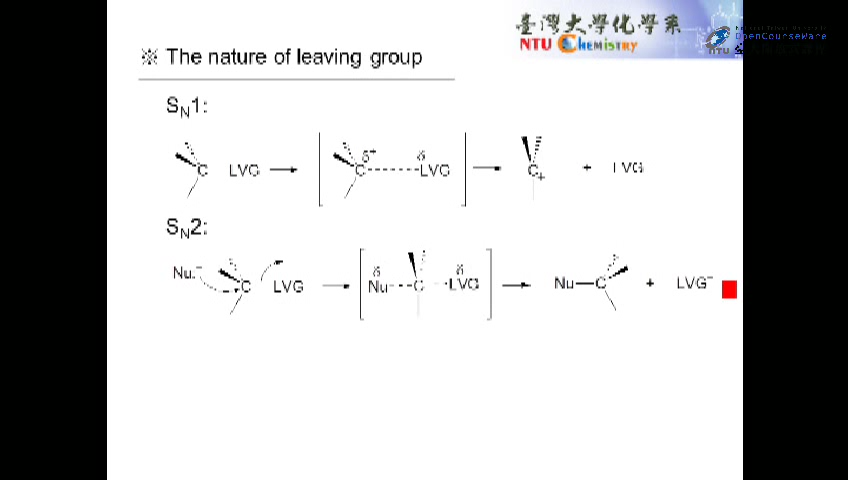 臺灣大學化學系
NTU CHEMISTRY
OpenCourseWare
NTU
※ The nature of leaving group
SN1:
C LVG → [ C δ+ ------ δ LVG ] → C+ + LVG
SN2:
Nu:⁻ C LVG → [ δ Nu --- C --- δ LVG ] → Nu—C + LVG⁻